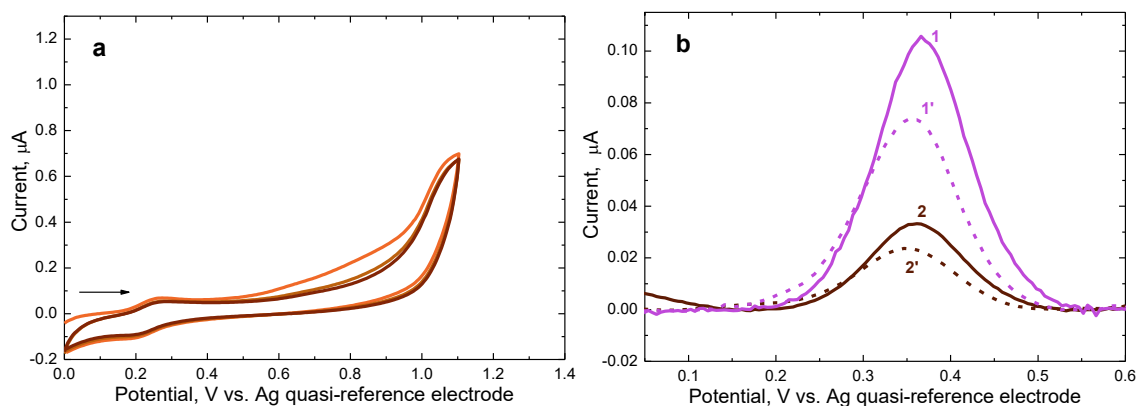 a
1.2
1.0
0.8
0.6
0.4
0.2
0.0
-0.2
Current, μA
0.0 0.2 0.4 0.6 0.8 1.0 1.2 1.4
Potential, V vs. Ag quasi-reference electrode
b
1
1'
2
2'
0.10
0.08
0.06
0.04
0.02
0.00
-0.02
Current, μA
0.1 0.2 0.3 0.4 0.5 0.6
Potential, V vs. Ag quasi-reference electrode